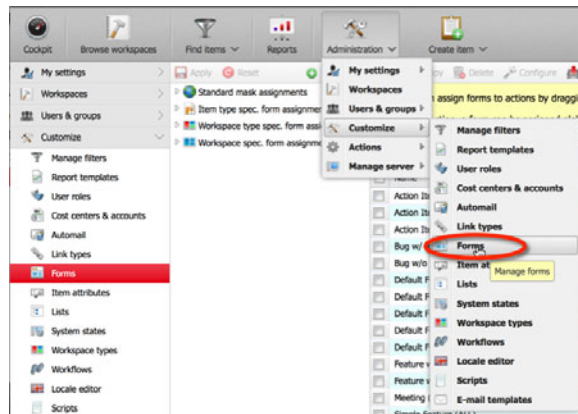 Cockpit
Browse workspaces
Find items
Reports
Administration
Create item
My settings
Workspaces
Users & groups
Customize
Manage filters
Report templates
User roles
Cost centers & accounts
Automail
Link types
Forms
Item attributes
Lists
System states
Workspace types
Workflows
Locale editor
Scripts
Apply
Reset
Standard mask assignments
Item type spec. form assignmen
Workspace type spec. form assi
Workspace spec. form assignme
My settings
Workspaces
Users & groups
Customize
Actions
Manage server
Delete
Configure
assign forms to actions by draggi
Manage filters
Report templates
User roles
Cost centers & accounts
Automail
Link types
Forms
Item at
Manage forms
Lists
System states
Workspace types
Workflows
Locale editor
Scripts
E-mail templates
Name
Action Ite
Action Ite
Action Ite
Bug w/
Bug w/o
Default F
Default F
Default F
Default F
Default F
Feature w
Feature w
Meeting (